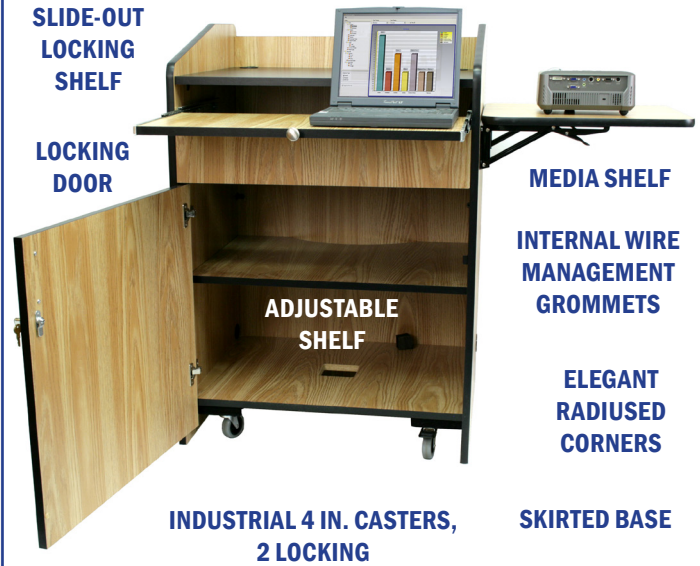 SLIDE-OUT
LOCKING
SHELF
LOCKING
DOOR
MEDIA SHELF
INTERNAL WIRE
MANAGEMENT
GROMMETS
ADJUSTABLE
SHELF
ELEGANT
RADIUSED
CORNERS
INDUSTRIAL 4 IN. CASTERS,
2 LOCKING
SKIRTED BASE